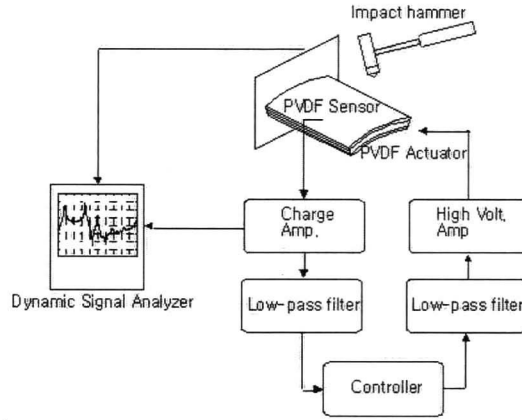 Impact hammer
PVDF Sensor
PVDF Actuator
Charge
Amp.
High Volt.
Amp
Dynamic Signal Analyzer
Low-pass filter
Low-pass filter
Controller